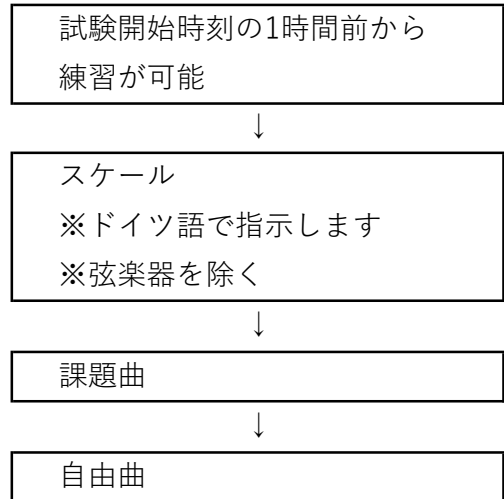 試験開始時刻の1時間前から
練習が可能
↓
スケール
※ドイツ語で指示します
※弦楽器を除く
↓
課題曲
↓
自由曲